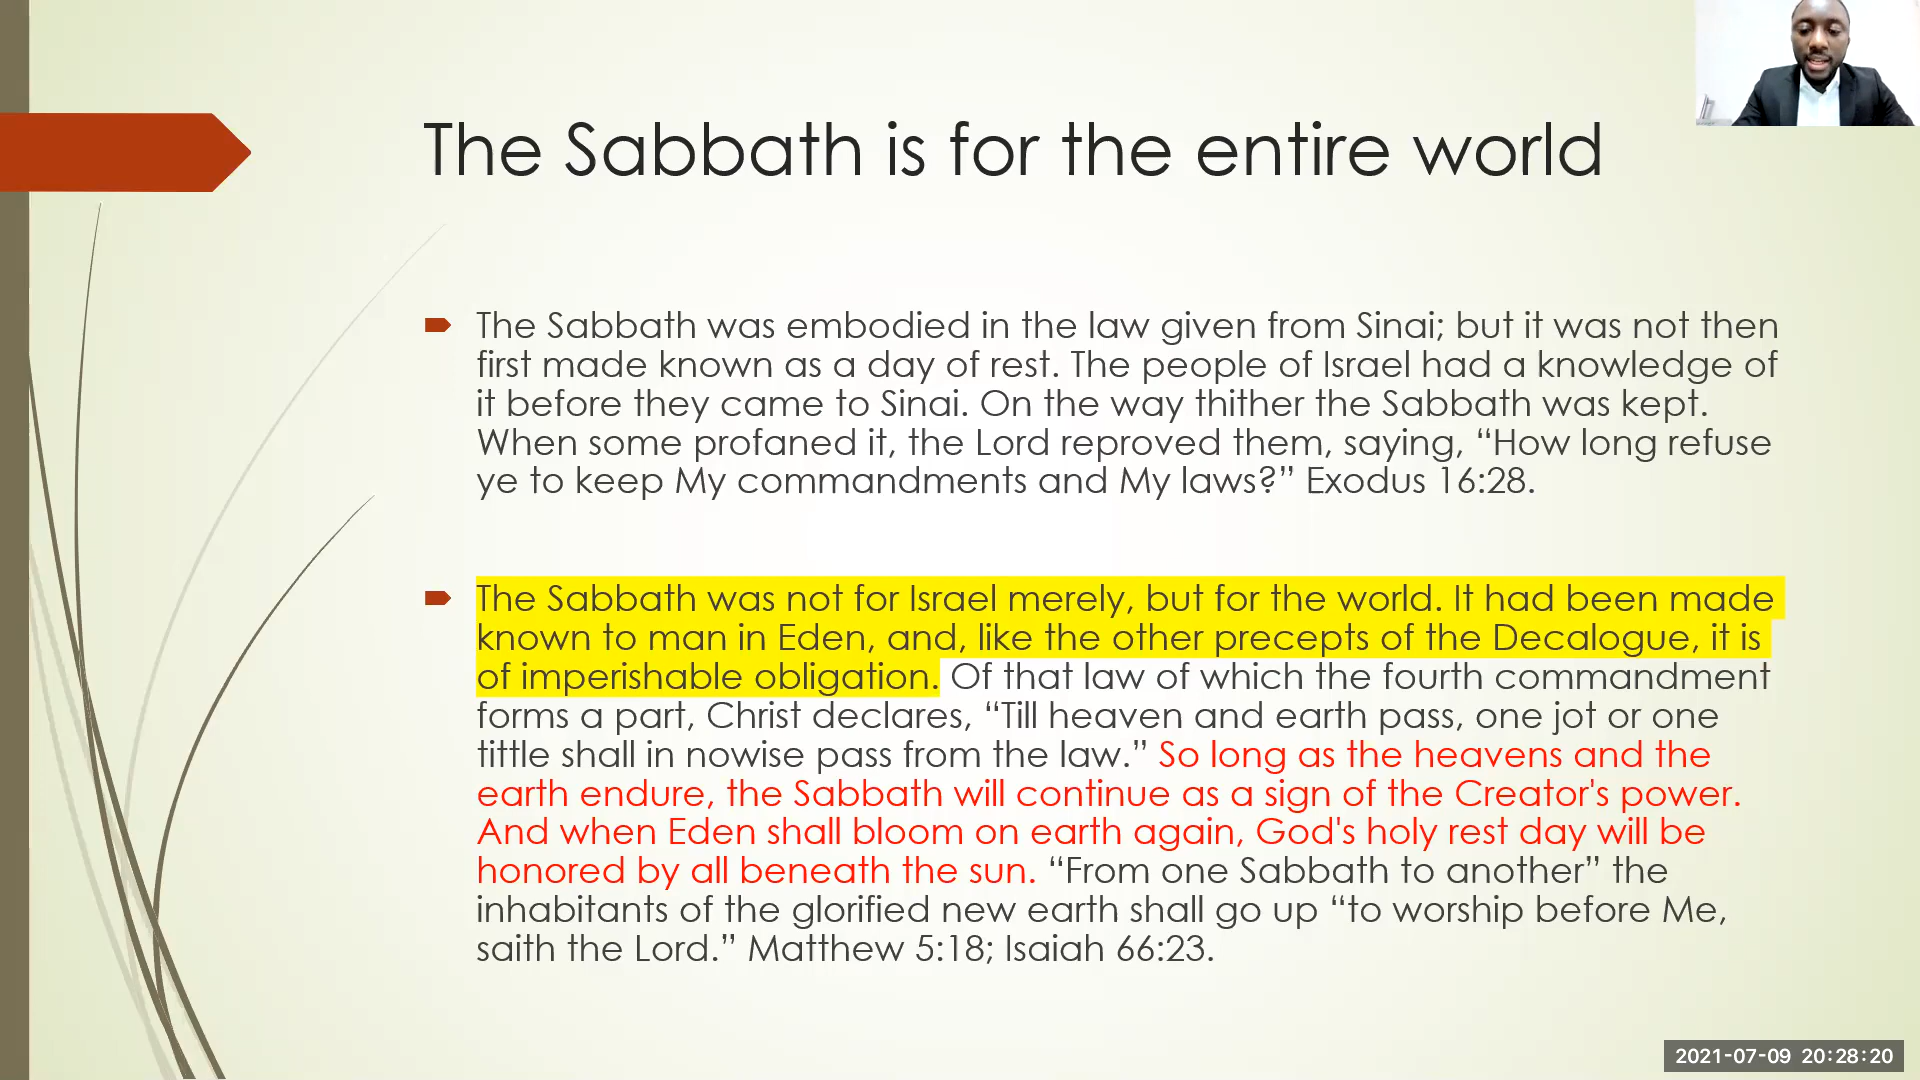 The Sabbath is for the entire world
The Sabbath was embodied in the law given from Sinai; but it was not then
first made known as a day of rest. The people of Israel had a knowledge of
it before they came to Sinai. On the way thither the Sabbath was kept.
When some profaned it, the Lord reproved them, saying, “How long refuse
ye to keep My commandments and My laws?” Exodus 16:28.
The Sabbath was not for Israel merely, but for the world. It had been made
known to man in Eden, and, like the other precepts of the Decalogue, it is
of imperishable obligation. Of that law of which the fourth commandment
forms a part, Christ declares, “Till heaven and earth pass, one jot or one
tittle shall in nowise pass from the law.” So long as the heavens and the
earth endure, the Sabbath will continue as a sign of the Creator's power.
And when Eden shall bloom on earth again, God's holy rest day will be
honored by all beneath the sun. “From one Sabbath to another” the
inhabitants of the glorified new earth shall go up “to worship before Me,
saith the Lord.” Matthew 5:18; Isaiah 66:23.
2021-07-09 20:28:20